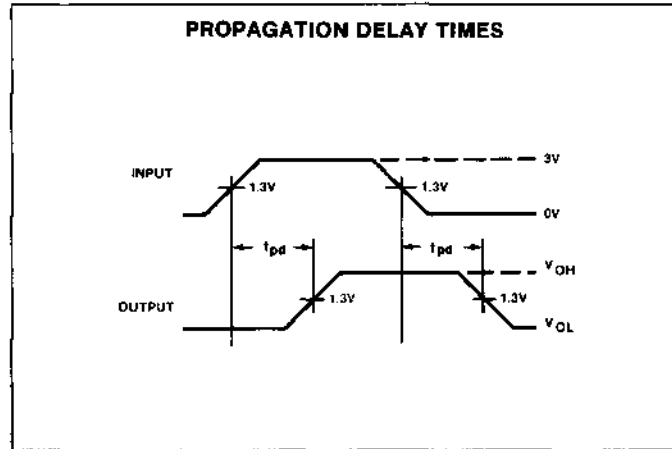 PROPAGATION DELAY TIMES
3V
INPUT
1.3V
1.3V
0V
tpd
tpd
VOH
OUTPUT
1.3V
1.3V
VOL